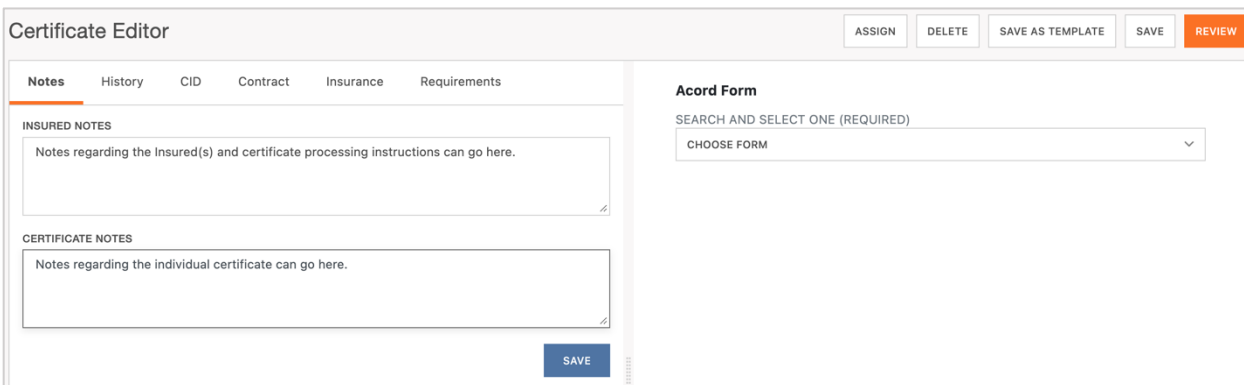 Certificate Editor
ASSIGN
DELETE
SAVE AS TEMPLATE
SAVE
REVIEW
Notes
History
CID
Contract
Insurance
Requirements
INSURED NOTES
Notes regarding the Insured(s) and certificate processing instructions can go here.
CERTIFICATE NOTES
Notes regarding the individual certificate can go here.
SAVE
Acord Form
SEARCH AND SELECT ONE (REQUIRED)
CHOOSE FORM